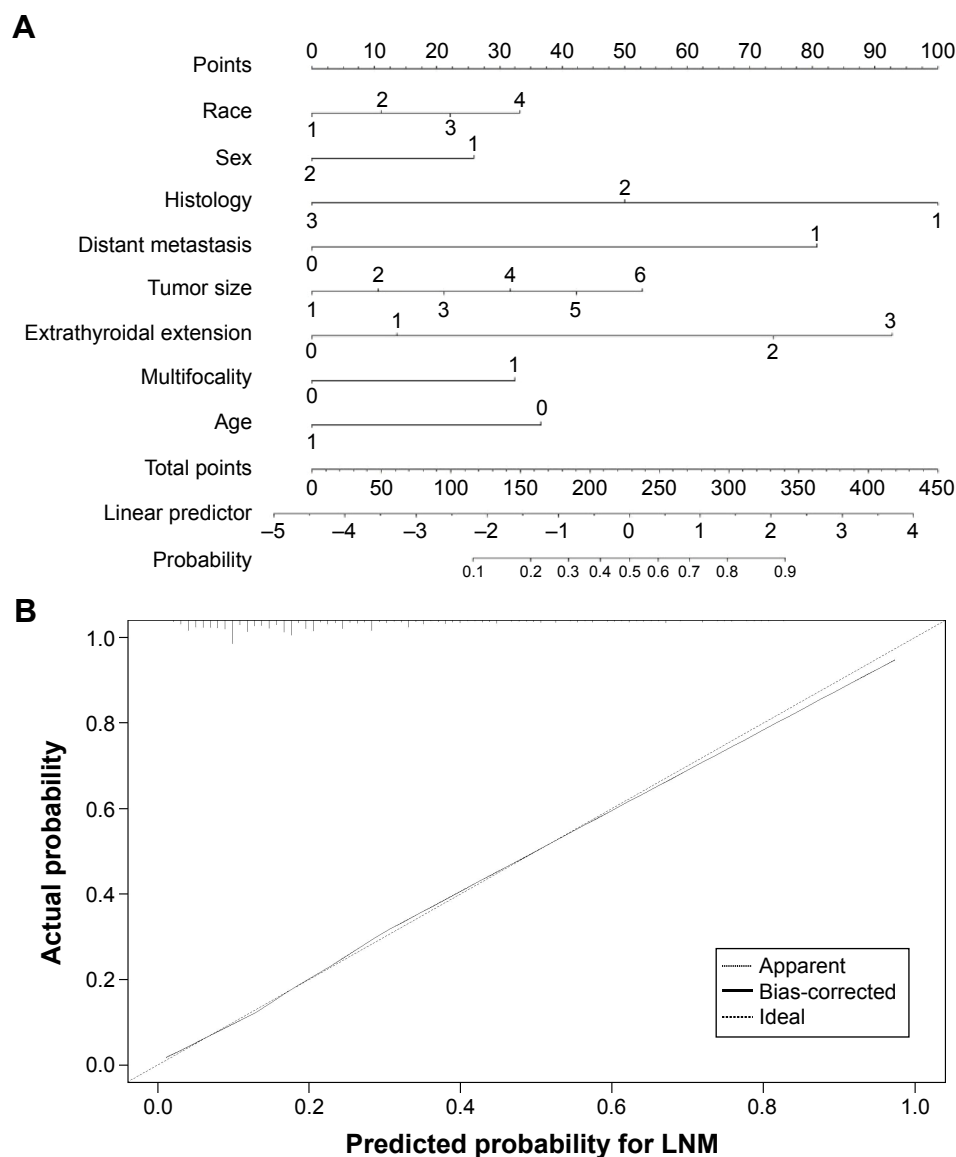 A
Points 0 10 20 30 40 50 60 70 80 90 100
Race 1 2 3 4
Sex 2 1
Histology 3 2 1
Distant metastasis 0 1
Tumor size 1 2 3 4 5 6
Extrathyroidal extension 0 1 2 3
Multifocality 0 1
Age 1 0
Total points 0 50 100 150 200 250 300 350 400 450
Linear predictor –5 –4 –3 –2 –1 0 1 2 3 4
Probability 0.1 0.2 0.3 0.4 0.5 0.6 0.7 0.8 0.9
B
Actual probability
1.0
0.8
0.6
0.4
0.2
0.0
Apparent
Bias-corrected
Ideal
0.0 0.2 0.4 0.6 0.8 1.0
Predicted probability for LNM